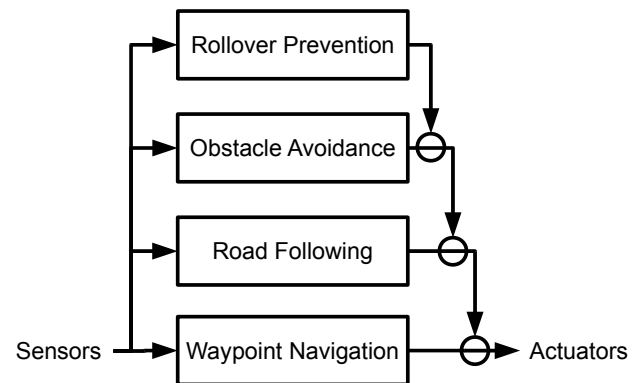 Rollover Prevention
Obstacle Avoidance
Road Following
Sensors
Waypoint Navigation
Actuators